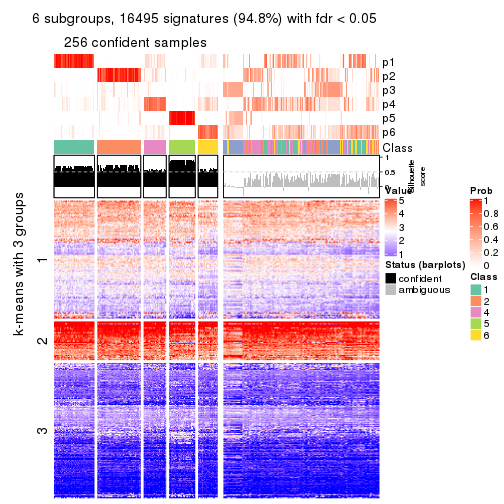 6 subgroups, 16495 signatures (94.8%) with fdr < 0.05
256 confident samples
p1
p2
p3
p4
p5
p6
Class
1
0.5
0
Silhouette
score
k-means with 3 groups
1
2
3
Value
5
4
3
2
1
Status (barplots)
confident
ambiguous
Prob
1
0.8
0.6
0.4
0.2
0
Class
1
2
4
5
6